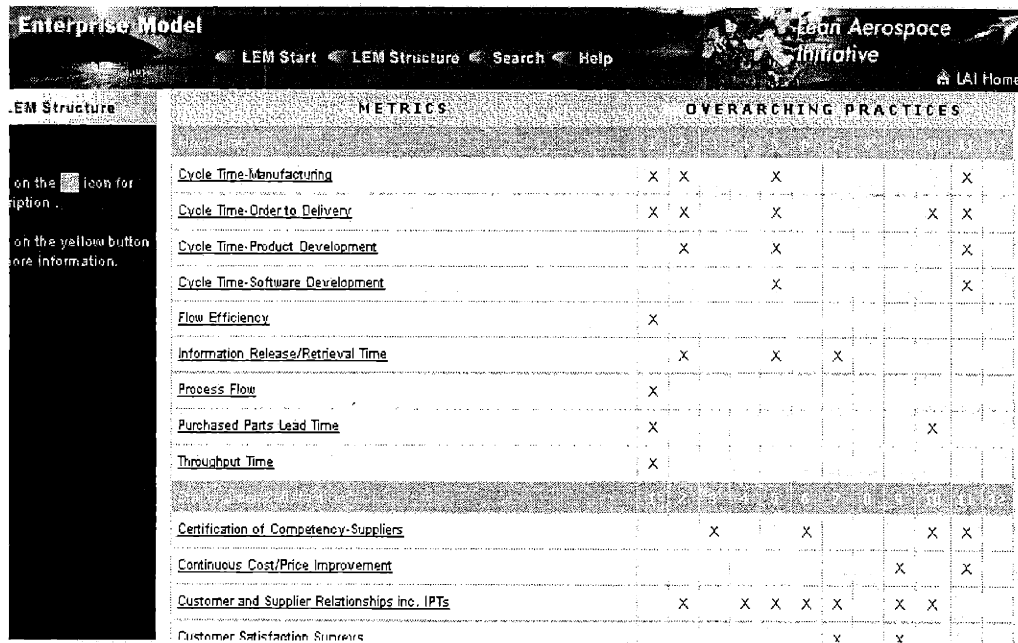 Enterprise Model
Lean Aerospace
Initiative
LEM Start LEM Structure Search Help
LAI Home
LEM Structure
METRICS OVERARCHING PRACTICES
on the icon for
iption .
on the yellow button
ore information.
Cycle Time-Manufacturing X X X X
Cycle Time-Order to Delivery X X X X X
Cycle Time-Product Development X X X
Cycle Time-Software Development X X
Flow Efficiency X
Information Release/Retrieval Time X X X
Process Flow X
Purchased Parts Lead Time X X
Throughput Time X
Certification of Competency-Suppliers X X X X
Continuous Cost/Price Improvement X X
Customer and Supplier Relationships inc. IPTs X X X X X X X
Customer Satisfaction Surveys X X